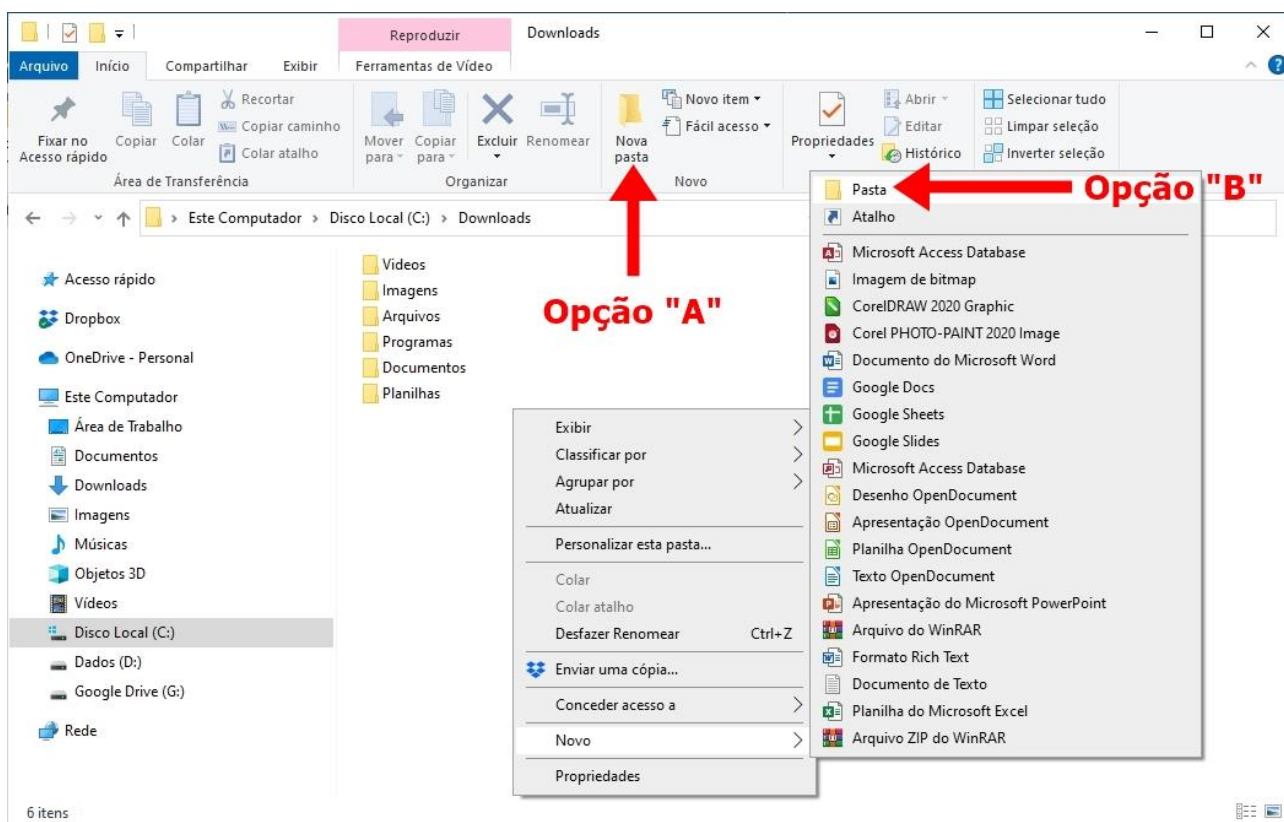 Reproduzir
Downloads
Arquivo
Início
Compartilhar
Exibir
Ferramentas de Vídeo
Fixar no
Acesso rápido
Copiar
Colar
Recortar
Copiar caminho
Colar atalho
Área de Transferência
Mover
para
Copiar
para
Excluir
Renomear
Organizar
Nova
pasta
Novo item
Fácil acesso
Novo
Propriedades
Abrir
Editar
Histórico
Selecionar tudo
Limpar seleção
Inverter seleção
Este Computador > Disco Local (C:) > Downloads
Acesso rápido
Dropbox
OneDrive - Personal
Este Computador
Área de Trabalho
Documentos
Downloads
Imagens
Músicas
Objetos 3D
Vídeos
Disco Local (C:)
Dados (D:)
Google Drive (G:)
Rede
6 itens
Videos
Imagens
Arquivos
Programas
Documentos
Planilhas
Opção "A"
Exibir
Classificar por
Agrupar por
Atualizar
Personalizar esta pasta...
Colar
Colar atalho
Desfazer Renomear Ctrl+Z
Enviar uma cópia...
Conceder acesso a
Novo
Propriedades
Opção "B"
Pasta
Atalho
Microsoft Access Database
Imagem de bitmap
CorelDRAW 2020 Graphic
Corel PHOTO-PAINT 2020 Image
Documento do Microsoft Word
Google Docs
Google Sheets
Google Slides
Microsoft Access Database
Desenho OpenDocument
Apresentação OpenDocument
Planilha OpenDocument
Texto OpenDocument
Apresentação do Microsoft PowerPoint
Arquivo do WinRAR
Formato Rich Text
Documento de Texto
Planilha do Microsoft Excel
Arquivo ZIP do WinRAR